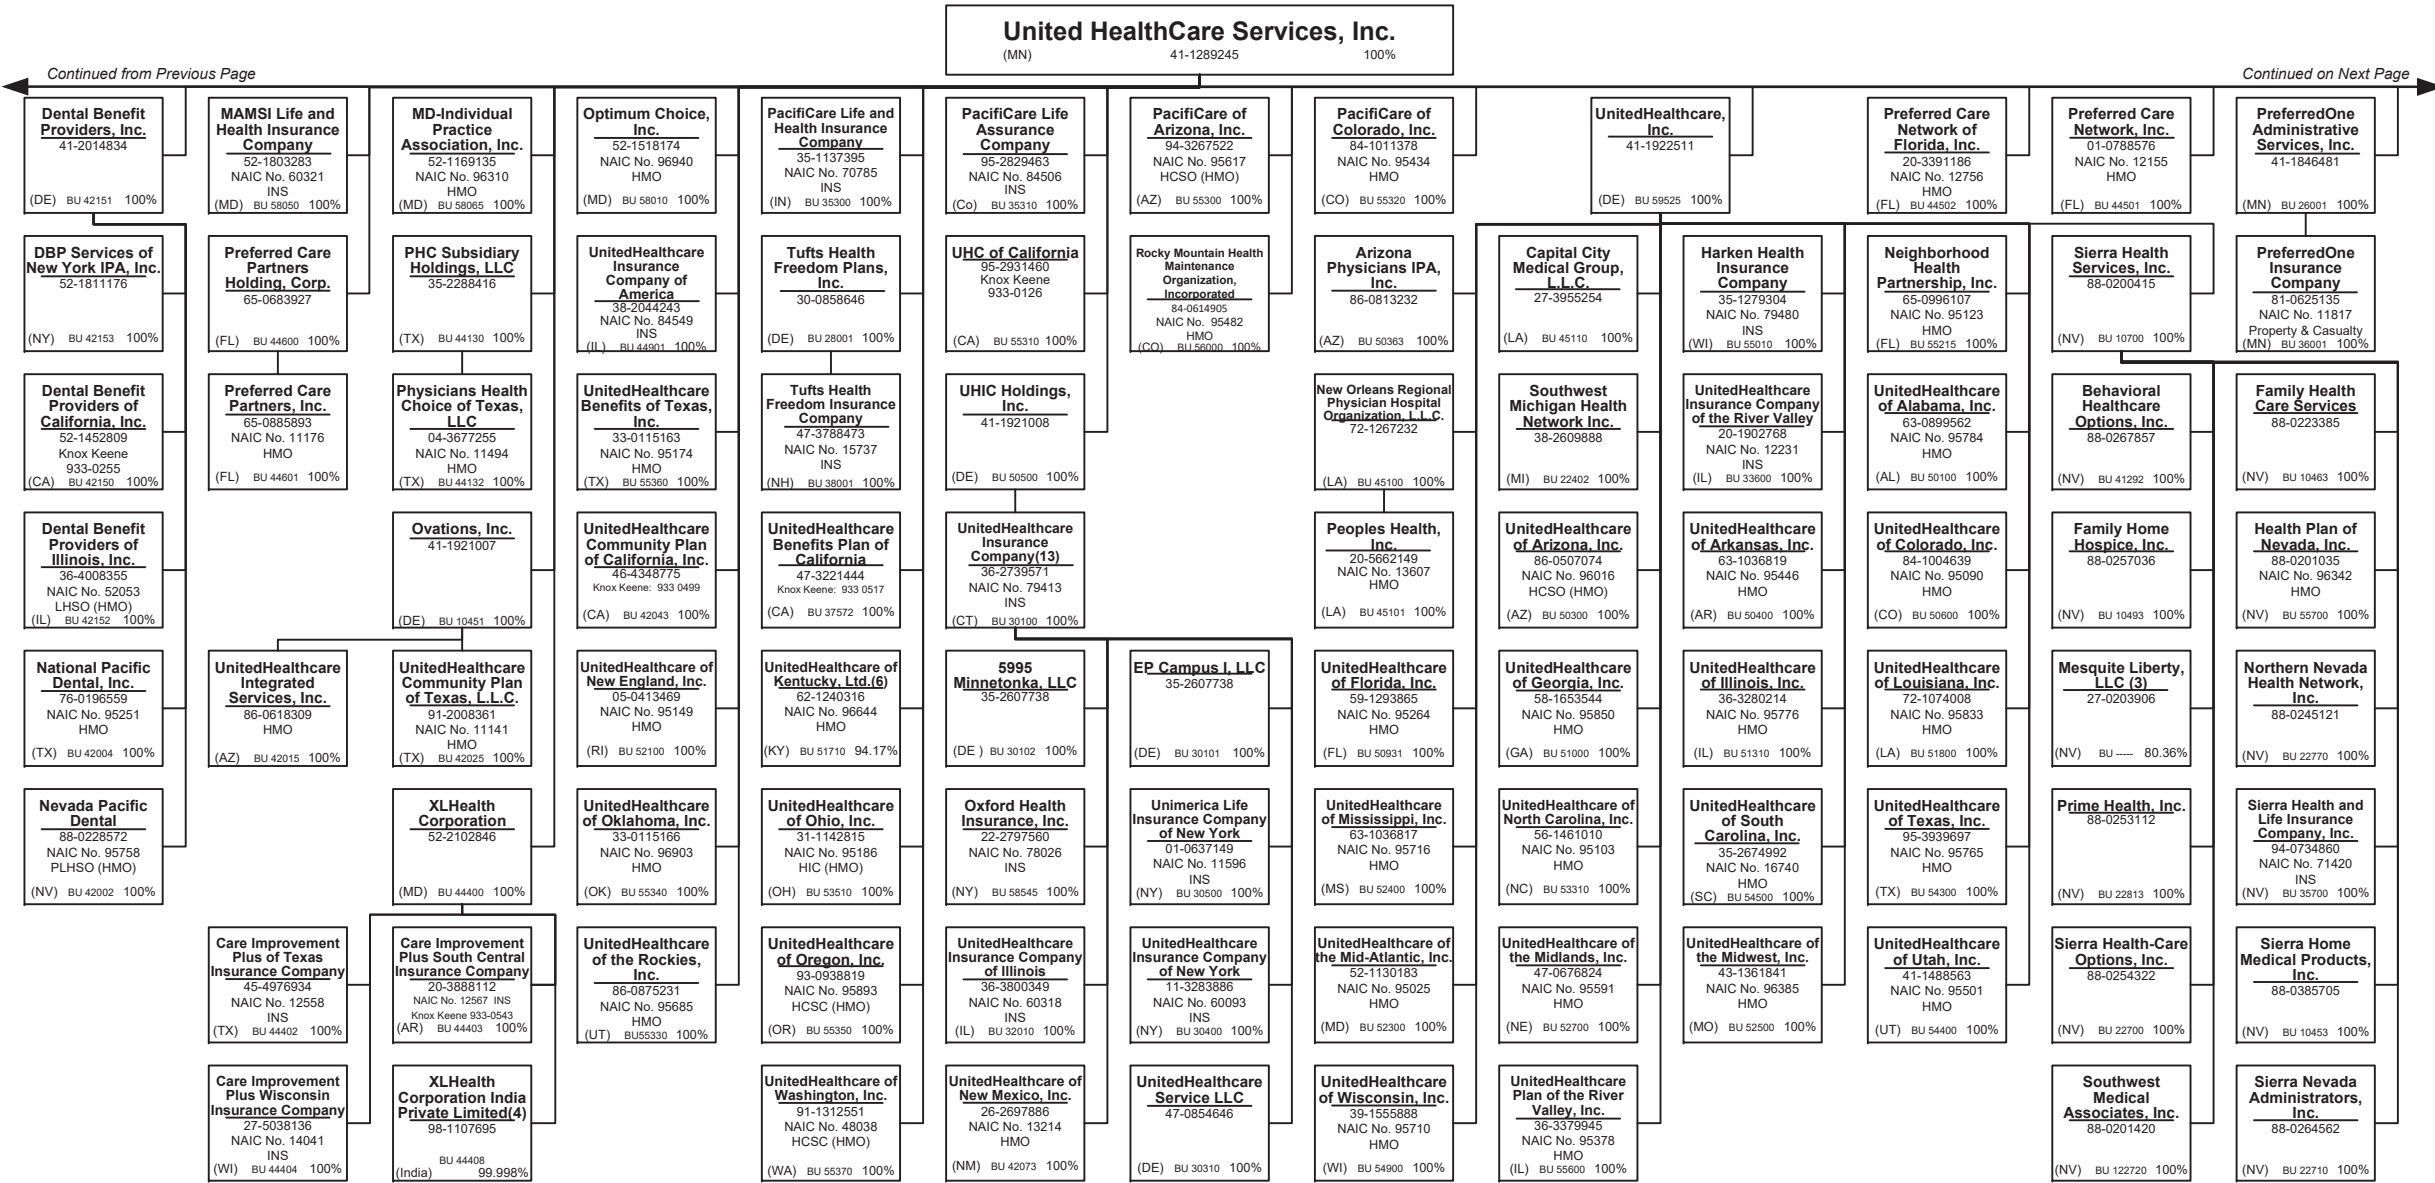 United HealthCare Services, Inc.
(MN) 41-1289245 100%
Continued from Previous Page
Continued on Next Page
Dental Benefit
Providers, Inc.
41-2014834
(DE) BU 42151 100%
MAMSI Life and
Health Insurance
Company
52-1803283
NAIC No. 60321
INS
(MD) BU 58050 100%
MD-Individual
Practice
Association, Inc.
52-1169135
NAIC No. 96310
HMO
(MD) BU 58065 100%
Optimum Choice,
Inc.
52-1518174
NAIC No. 96940
HMO
(MD) BU 58010 100%
PacifiCare Life and
Health Insurance
Company
35-1137395
NAIC No. 70785
INS
(IN) BU 35300 100%
PacifiCare Life
Assurance
Company
95-2829463
NAIC No. 84506
INS
(Co) BU 35310 100%
PacifiCare of
Arizona, Inc.
94-3267522
NAIC No. 95617
HCSO (HMO)
(AZ) BU 55300 100%
PacifiCare of
Colorado, Inc.
84-1011378
NAIC No. 95434
HMO
(CO) BU 55320 100%
UnitedHealthcare,
Inc.
41-1922511
(DE) BU 59525 100%
Preferred Care
Network of
Florida, Inc.
20-3391186
NAIC No. 12756
HMO
(FL) BU 44502 100%
Preferred Care
Network, Inc.
01-0788576
NAIC No. 12155
HMO
(FL) BU 44501 100%
PreferredOne
Administrative
Services, Inc.
41-1846481
(MN) BU 26001 100%
DBP Services of
New York IPA, Inc.
52-1811176
(NY) BU 42153 100%
Preferred Care
Partners
Holding, Corp.
65-0683927
(FL) BU 44600 100%
PHC Subsidiary
Holdings, LLC
35-2288416
(TX) BU 44130 100%
UnitedHealthcare
Insurance
Company of
America
38-2044243
NAIC No. 84549
INS
(IL) BU 44901 100%
Tufts Health
Freedom Plans,
Inc.
30-0858646
(DE) BU 28001 100%
UHC of California
95-2931460
Knox Keene
933-0126
(CA) BU 55310 100%
Rocky Mountain Health
Maintenance
Organization,
Incorporated
84-0614905
NAIC No. 95482
HMO
(CO) BU 56000 100%
Arizona
Physicians IPA,
Inc.
86-0813232
(AZ) BU 50363 100%
Capital City
Medical Group,
L.L.C.
27-3955254
(LA) BU 45110 100%
Harken Health
Insurance
Company
35-1279304
NAIC No. 79480
INS
(WI) BU 55010 100%
Neighborhood
Health
Partnership, Inc.
65-0996107
NAIC No. 95123
HMO
(FL) BU 55215 100%
Sierra Health
Services, Inc.
88-0200415
(NV) BU 10700 100%
PreferredOne
Insurance
Company
81-0625135
NAIC No. 11817
Property & Casualty
(MN) BU 36001 100%
Dental Benefit
Providers of
California, Inc.
52-1452809
Knox Keene
933-0255
(CA) BU 42150 100%
Preferred Care
Partners, Inc.
65-0885893
NAIC No. 11176
HMO
(FL) BU 44601 100%
Physicians Health
Choice of Texas,
LLC
04-3677255
NAIC No. 11494
HMO
(TX) BU 44132 100%
UnitedHealthcare
Benefits of Texas,
Inc.
33-0115163
NAIC No. 95174
HMO
(TX) BU 55360 100%
Tufts Health
Freedom Insurance
Company
47-3788473
NAIC No. 15737
INS
(NH) BU 38001 100%
UHIC Holdings,
Inc.
41-1921008
(DE) BU 50500 100%
New Orleans Regional
Physician Hospital
Organization, L.L.C.
72-1267232
(LA) BU 45100 100%
Southwest
Michigan Health
Network Inc.
38-2609888
(MI) BU 22402 100%
UnitedHealthcare
Insurance Company
of the River Valley
20-1902768
NAIC No. 12231
INS
(IL) BU 33600 100%
UnitedHealthcare
of Alabama, Inc.
63-0899562
NAIC No. 95784
HMO
(AL) BU 50100 100%
Behavioral
Healthcare
Options, Inc.
88-0267857
(NV) BU 41292 100%
Family Health
Care Services
88-0223385
(NV) BU 10463 100%
Dental Benefit
Providers of
Illinois, Inc.
36-4008355
NAIC No. 52053
LHSO (HMO)
(IL) BU 42152 100%
Ovations, Inc.
41-1921007
(DE) BU 10451 100%
UnitedHealthcare
Community Plan
of California, Inc.
46-4348775
Knox Keene: 933 0499
(CA) BU 42043 100%
UnitedHealthcare
Benefits Plan of
California
47-3221444
Knox Keene: 933 0517
(CA) BU 37572 100%
UnitedHealthcare
Insurance
Company(13)
36-2739571
NAIC No. 79413
INS
(CT) BU 30100 100%
Peoples Health,
Inc.
20-5662149
NAIC No. 13607
HMO
(LA) BU 45101 100%
UnitedHealthcare
of Arizona, Inc.
86-0507074
NAIC No. 96016
HCSO (HMO)
(AZ) BU 50300 100%
UnitedHealthcare
of Arkansas, Inc.
63-1036819
NAIC No. 95446
HMO
(AR) BU 50400 100%
UnitedHealthcare
of Colorado, Inc.
84-1004639
NAIC No. 95090
HMO
(CO) BU 50600 100%
Family Home
Hospice, Inc.
88-0257036
(NV) BU 10493 100%
Health Plan of
Nevada, Inc.
88-0201035
NAIC No. 96342
HMO
(NV) BU 55700 100%
National Pacific
Dental, Inc.
76-0196559
NAIC No. 95251
HMO
(TX) BU 42004 100%
UnitedHealthcare
Integrated
Services, Inc.
86-0618309
HMO
(AZ) BU 42015 100%
UnitedHealthcare
Community Plan
of Texas, L.L.C.
91-2008361
NAIC No. 11141
HMO
(TX) BU 42025 100%
UnitedHealthcare of
New England, Inc.
05-0413469
NAIC No. 95149
HMO
(RI) BU 52100 100%
UnitedHealthcare of
Kentucky, Ltd.(6)
62-1240316
NAIC No. 96644
HMO
(KY) BU 51710 94.17%
5995
Minnetonka, LLC
35-2607738
(DE ) BU 30102 100%
EP Campus I, LLC
35-2607738
(DE) BU 30101 100%
UnitedHealthcare
of Florida, Inc.
59-1293865
NAIC No. 95264
HMO
(FL) BU 50931 100%
UnitedHealthcare
of Georgia, Inc.
58-1653544
NAIC No. 95850
HMO
(GA) BU 51000 100%
UnitedHealthcare
of Illinois, Inc.
36-3280214
NAIC No. 95776
HMO
(IL) BU 51310 100%
UnitedHealthcare
of Louisiana, Inc.
72-1074008
NAIC No. 95833
HMO
(LA) BU 51800 100%
Mesquite Liberty,
LLC (3)
27-0203906
(NV) BU ----- 80.36%
Northern Nevada
Health Network,
Inc.
88-0245121
(NV) BU 22770 100%
Nevada Pacific
Dental
88-0228572
NAIC No. 95758
PLHSO (HMO)
(NV) BU 42002 100%
XLHealth
Corporation
52-2102846
(MD) BU 44400 100%
UnitedHealthcare
of Oklahoma, Inc.
33-0115166
NAIC No. 96903
HMO
(OK) BU 55340 100%
UnitedHealthcare
of Ohio, Inc.
31-1142815
NAIC No. 95186
HIC (HMO)
(OH) BU 53510 100%
Oxford Health
Insurance, Inc.
22-2797560
NAIC No. 78026
INS
(NY) BU 58545 100%
Unimerica Life
Insurance Company
of New York
01-0637149
NAIC No. 11596
INS
(NY) BU 30500 100%
UnitedHealthcare
of Mississippi, Inc.
63-1036817
NAIC No. 95716
HMO
(MS) BU 52400 100%
UnitedHealthcare of
North Carolina, Inc.
56-1461010
NAIC No. 95103
HMO
(NC) BU 53310 100%
UnitedHealthcare
of South
Carolina, Inc.
35-2674992
NAIC No. 16740
HMO
(SC) BU 54500 100%
UnitedHealthcare
of Texas, Inc.
95-3939697
NAIC No. 95765
HMO
(TX) BU 54300 100%
Prime Health, Inc.
88-0253112
(NV) BU 22813 100%
Sierra Health and
Life Insurance
Company, Inc.
94-0734860
NAIC No. 71420
INS
(NV) BU 35700 100%
Care Improvement
Plus of Texas
Insurance Company
45-4976934
NAIC No. 12558
INS
(TX) BU 44402 100%
Care Improvement
Plus South Central
Insurance Company
20-3888112
NAIC No. 12567 INS
Knox Keene 933-0543
(AR) BU 44403 100%
UnitedHealthcare
of the Rockies,
Inc.
86-0875231
NAIC No. 95685
HMO
(UT) BU55330 100%
UnitedHealthcare
of Oregon, Inc.
93-0938819
NAIC No. 95893
HCSC (HMO)
(OR) BU 55350 100%
UnitedHealthcare
Insurance Company
of Illinois
36-3800349
NAIC No. 60318
INS
(IL) BU 32010 100%
UnitedHealthcare
Insurance Company
of New York
11-3283886
NAIC No. 60093
INS
(NY) BU 30400 100%
UnitedHealthcare of
the Mid-Atlantic, Inc.
52-1130183
NAIC No. 95025
HMO
(MD) BU 52300 100%
UnitedHealthcare of
the Midlands, Inc.
47-0676824
NAIC No. 95591
HMO
(NE) BU 52700 100%
UnitedHealthcare of
the Midwest, Inc.
43-1361841
NAIC No. 96385
HMO
(MO) BU 52500 100%
UnitedHealthcare
of Utah, Inc.
41-1488563
NAIC No. 95501
HMO
(UT) BU 54400 100%
Sierra Health-Care
Options, Inc.
88-0254322
(NV) BU 22700 100%
Sierra Home
Medical Products,
Inc.
88-0385705
(NV) BU 10453 100%
Care Improvement
Plus Wisconsin
Insurance Company
27-5038136
NAIC No. 14041
INS
(WI) BU 44404 100%
XLHealth
Corporation India
Private Limited(4)
98-1107695
BU 44408
(India) 99.998%
UnitedHealthcare of
Washington, Inc.
91-1312551
NAIC No. 48038
HCSC (HMO)
(WA) BU 55370 100%
UnitedHealthcare of
New Mexico, Inc.
26-2697886
NAIC No. 13214
HMO
(NM) BU 42073 100%
UnitedHealthcare
Service LLC
47-0854646
(DE) BU 30310 100%
UnitedHealthcare
of Wisconsin, Inc.
39-1555888
NAIC No. 95710
HMO
(WI) BU 54900 100%
UnitedHealthcare
Plan of the River
Valley, Inc.
36-3379945
NAIC No. 95378
HMO
(IL) BU 55600 100%
Southwest
Medical
Associates, Inc.
88-0201420
(NV) BU 122720 100%
Sierra Nevada
Administrators,
Inc.
88-0264562
(NV) BU 22710 100%